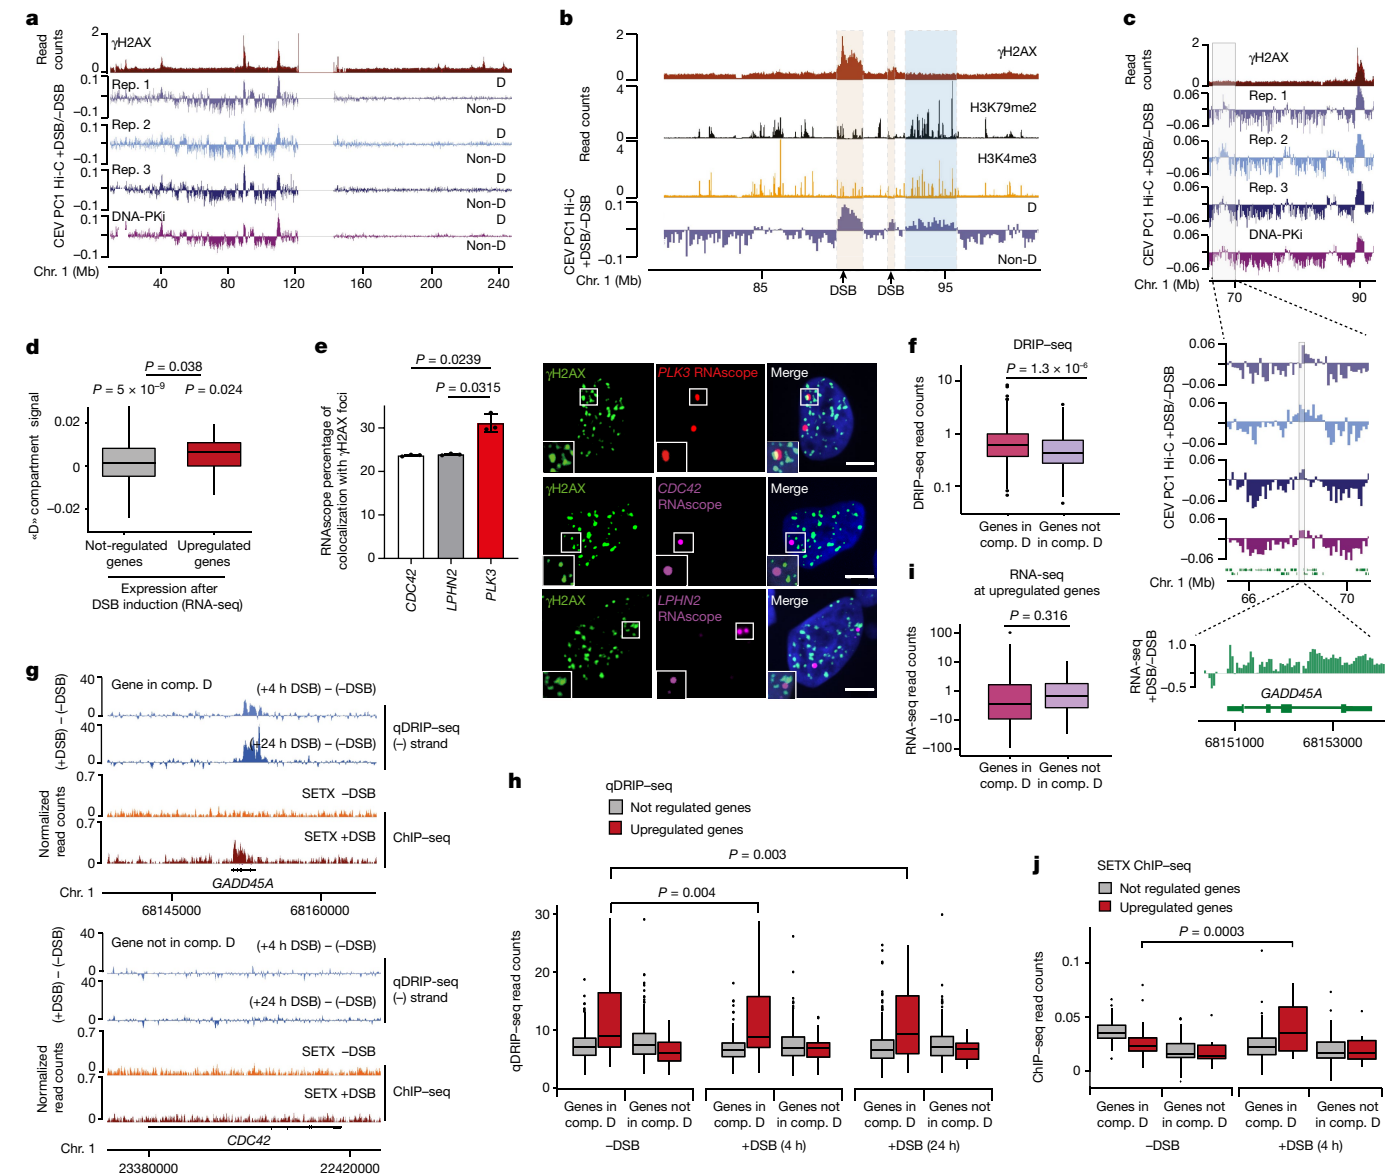 a
Read counts
2
0
γH2AX
CEV PC1 Hi-C +DSB/–DSB
0.1
–0.1
Rep. 1
D
Non-D
0.1
–0.1
Rep. 2
D
Non-D
0.1
–0.1
Rep. 3
D
Non-D
0.1
–0.1
DNA-PKi
D
Non-D
Chr. 1 (Mb)
40 80 120 160 200 240
b
Read counts
2
0
γH2AX
4
0
H3K79me2
4
0
H3K4me3
CEV PC1 Hi-C
+DSB/–DSB
0.1
–0.1
D
Non-D
Chr. 1 (Mb)
85 DSB DSB 95
c
Read counts
2
0
γH2AX
CEV PC1 Hi-C +DSB/–DSB
0.06
–0.06
Rep. 1
0.06
–0.06
Rep. 2
0.06
–0.06
Rep. 3
0.06
–0.06
DNA-PKi
Chr. 1 (Mb)
70 90
CEV PC1 Hi-C +DSB/–DSB
0.06
–0.06
0.06
–0.06
0.06
–0.06
0.06
–0.06
Chr. 1 (Mb)
66 70
RNA-seq
+DSB/–DSB
1.0
–0.5
GADD45A
68151000 68153000
d
P = 0.038
P = 5 × 10⁻⁹ P = 0.024
«D» compartment signal
0.02
0
–0.02
Not-regulated genes
Upregulated genes
Expression after
DSB induction (RNA-seq)
e
P = 0.0239
P = 0.0315
RNAscope percentage of
colocalization with γH2AX foci
30
20
10
0
CDC42 LPHN2 PLK3
γH2AX
PLK3 RNAscope
Merge
γH2AX
CDC42
RNAscope
Merge
γH2AX
LPHN2
RNAscope
Merge
f
DRIP–seq
P = 1.3 × 10⁻⁶
DRIP–seq read counts
10
1
0.1
Genes in comp. D
Genes not in comp. D
i
RNA-seq
at upregulated genes
P = 0.316
RNA–seq read counts
100
10
1
–10
–100
Genes in comp. D
Genes not in comp. D
g
(+DSB) – (–DSB)
40
0
Gene in comp. D
(+4 h DSB) – (–DSB)
40
0
(+24 h DSB) – (–DSB)
qDRIP–seq
(–) strand
Normalized
read counts
0.7
0
SETX –DSB
0.7
0
SETX +DSB
ChIP–seq
GADD45A
Chr. 1
68145000 68160000
(+DSB) – (–DSB)
40
0
Gene not in comp. D
(+4 h DSB) – (–DSB)
40
0
(+24 h DSB) – (–DSB)
qDRIP-seq
(–) strand
Normalized
read counts
0.7
0
SETX –DSB
0.7
0
SETX +DSB
ChIP–seq
CDC42
Chr. 1
23380000 22420000
h
qDRIP–seq
Not regulated genes
Upregulated genes
P = 0.003
P = 0.004
qDRIP–seq read counts
30
20
10
0
Genes in comp. D
Genes not in comp. D
Genes in comp. D
Genes not in comp. D
Genes in comp. D
Genes not in comp. D
–DSB +DSB (4 h) +DSB (24 h)
j
SETX ChIP–seq
Not regulated genes
Upregulated genes
P = 0.0003
ChIP–seq read counts
0.1
0.05
0
Genes in comp. D
Genes not in comp. D
Genes in comp. D
Genes not in comp. D
–DSB +DSB (4 h)